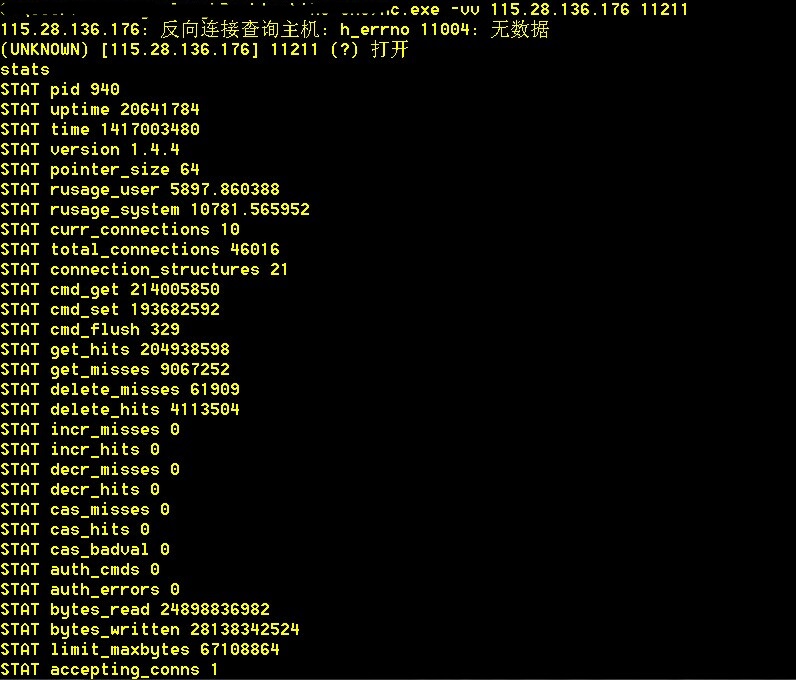 nc.exe -vv 115.28.136.176 11211
115.28.136.176: 反向连接查询主机: h_errno 11004: 无数据
(UNKNOWN) [115.28.136.176] 11211 (?) 打开
stats
STAT pid 940
STAT uptime 20641784
STAT time 1417003480
STAT version 1.4.4
STAT pointer_size 64
STAT rusage_user 5897.860388
STAT rusage_system 10781.565952
STAT curr_connections 10
STAT total_connections 46016
STAT connection_structures 21
STAT cmd_get 214005850
STAT cmd_set 193682592
STAT cmd_flush 329
STAT get_hits 204938598
STAT get_misses 9067252
STAT delete_misses 61909
STAT delete_hits 4113504
STAT incr_misses 0
STAT incr_hits 0
STAT decr_misses 0
STAT decr_hits 0
STAT cas_misses 0
STAT cas_hits 0
STAT cas_badval 0
STAT auth_cmds 0
STAT auth_errors 0
STAT bytes_read 24898836982
STAT bytes_written 28138342524
STAT limit_maxbytes 67108864
STAT accepting_conns 1